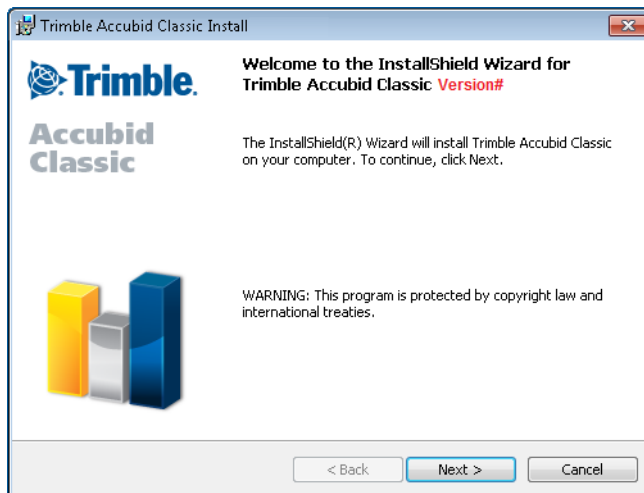 Trimble Accubid Classic Install
Trimble.
Accubid
Classic
Welcome to the InstallShield Wizard for
Trimble Accubid Classic Version#
The InstallShield(R) Wizard will install Trimble Accubid Classic
on your computer. To continue, click Next.
WARNING: This program is protected by copyright law and
international treaties.
< Back
Next >
Cancel